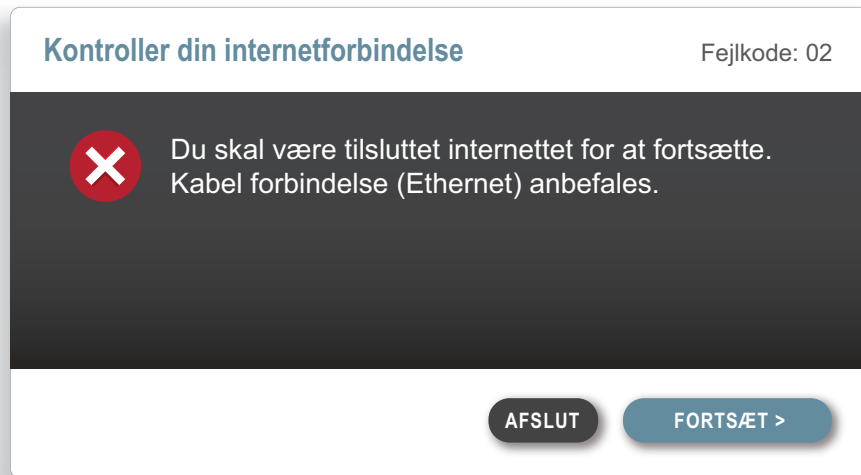 Kontroller din internetforbindelse
Fejlkode: 02
Du skal være tilsluttet internettet for at fortsætte.
Kabel forbindelse (Ethernet) anbefales.
AFSLUT
FORTSÆT >